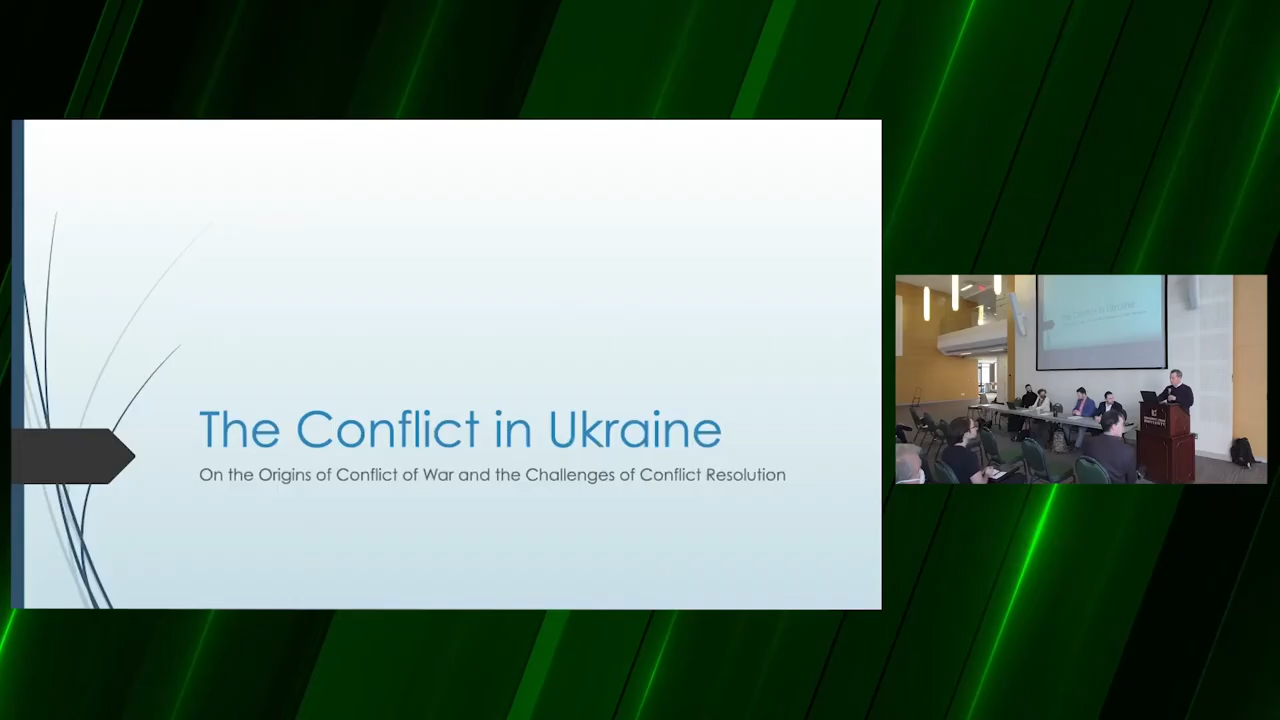 The Conflict in Ukraine
On the Origins of Conflict of War and the Challenges of Conflict Resolution